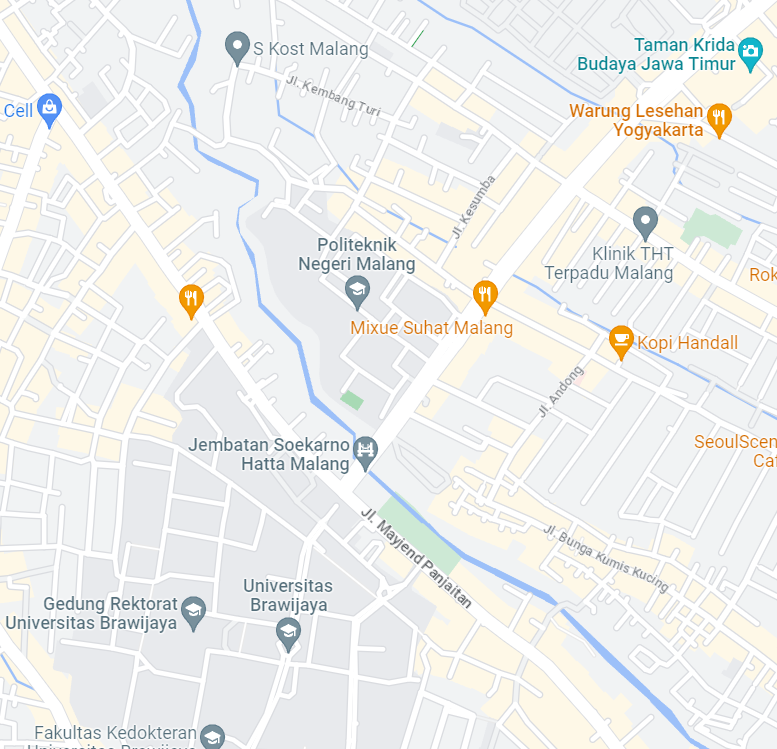 Taman Krida
Budaya Jawa Timur
S Kost Malang
Jl. Kembang Turi
Cell
Warung Lesehan
Yogyakarta
Jl. Kesumba
Politeknik
Negeri Malang
Klinik THT
Terpadu Malang
Rok
Mixue Suhat Malang
Kopi Handall
Jl. Andong
Jembatan Soekarno
Hatta Malang
SeoulScen
Caf
Jl. Mayjend Panjaitan
Jl. Bunga Kumis Kucing
Universitas
Brawijaya
Gedung Rektorat
Universitas Brawijaya
Fakultas Kedokteran
Universitas Brawijaya